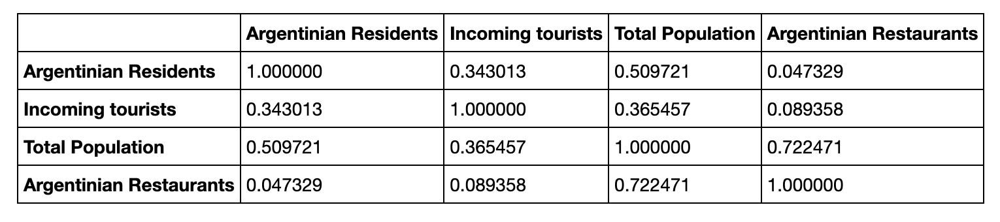 Argentinian Residents Incoming tourists Total Population Argentinian Restaurants
Argentinian Residents 1.000000 0.343013 0.509721 0.047329
Incoming tourists 0.343013 1.000000 0.365457 0.089358
Total Population 0.509721 0.365457 1.000000 0.722471
Argentinian Restaurants 0.047329 0.089358 0.722471 1.000000